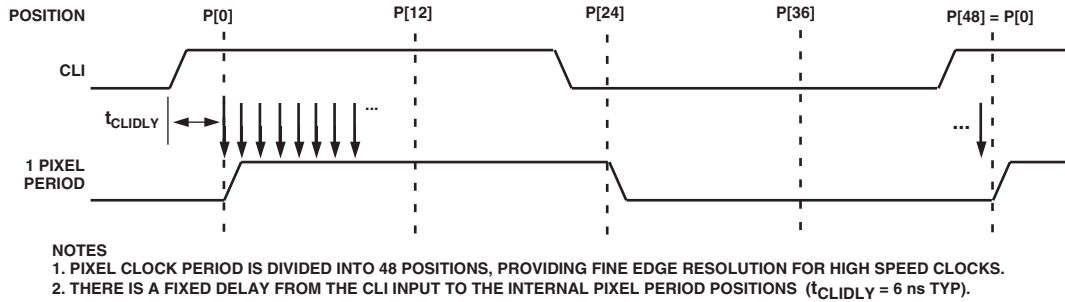 POSITION P[0] P[12] P[24] P[36] P[48] = P[0]
CLI
tCLIDLY ... ...
1 PIXEL
PERIOD
NOTES
1. PIXEL CLOCK PERIOD IS DIVIDED INTO 48 POSITIONS, PROVIDING FINE EDGE RESOLUTION FOR HIGH SPEED CLOCKS.
2. THERE IS A FIXED DELAY FROM THE CLI INPUT TO THE INTERNAL PIXEL PERIOD POSITIONS (tCLIDLY = 6 ns TYP).